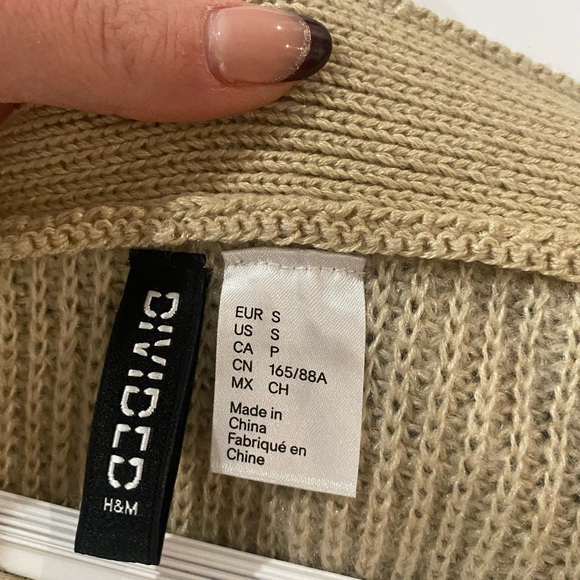 DIVIDED
H&M
EUR S
US S
CA P
CN 165/88A
MX CH
Made in
China
Fabriqué en
Chine